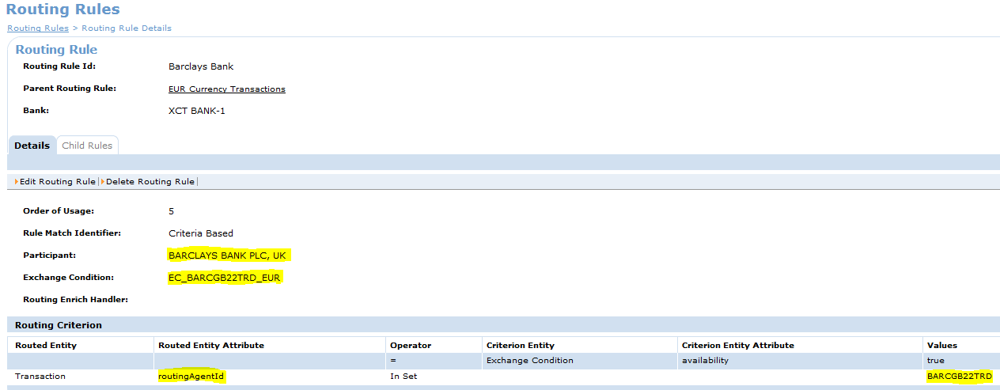 Routing Rules
Routing Rules > Routing Rule Details
Routing Rule
Routing Rule Id: Barclays Bank
Parent Routing Rule: EUR Currency Transactions
Bank: XCT BANK-1
Details Child Rules
Edit Routing Rule | Delete Routing Rule |
Order of Usage: 5
Rule Match Identifier: Criteria Based
Participant: BARCLAYS BANK PLC, UK
Exchange Condition: EC_BARCGB22TRD_EUR
Routing Enrich Handler:
Routing Criterion
Routed Entity Routed Entity Attribute Operator Criterion Entity Criterion Entity Attribute Values
= Exchange Condition availability true
Transaction routingAgentId In Set BARCGB22TRD